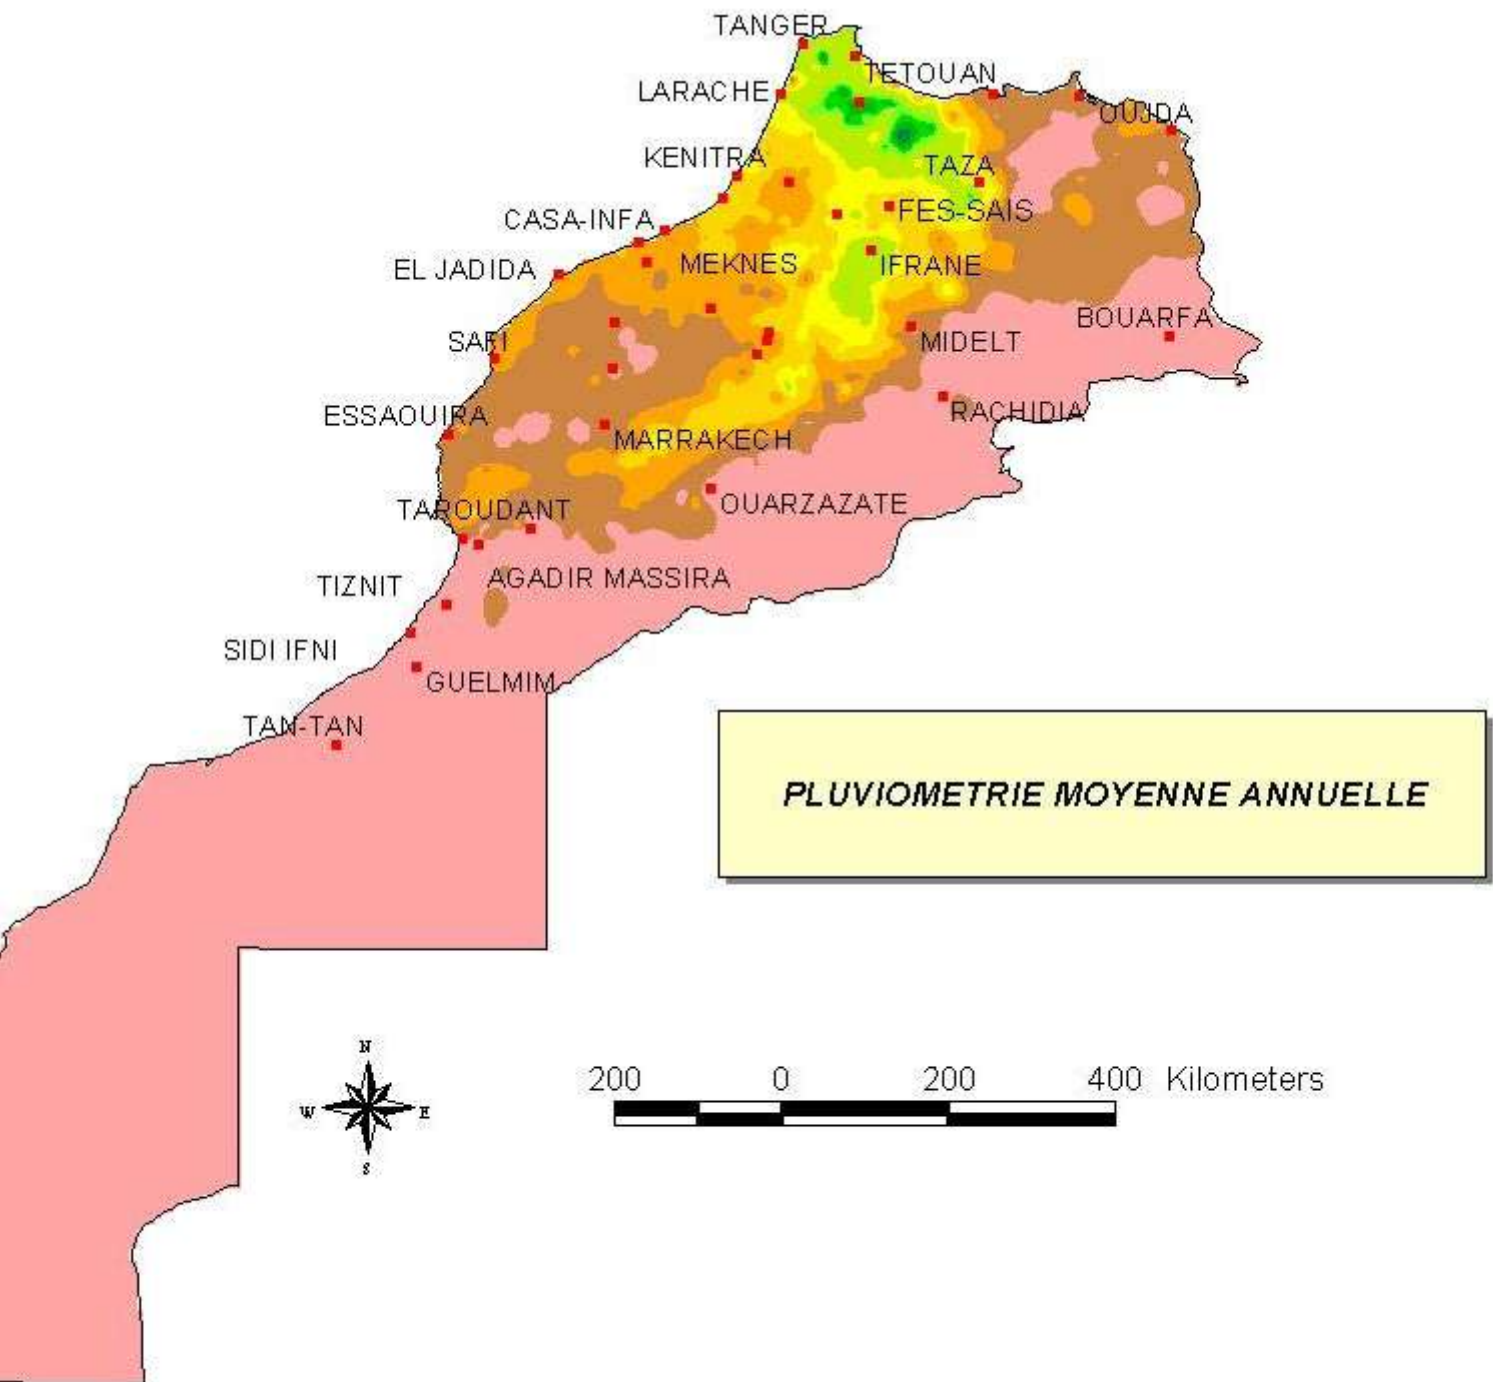 TANGER
TETOUAN
LARACHE
OUJDA
KENITRA
TAZA
CASA-INFA
FES-SAIS
EL JADIDA
MEKNES
IFRANE
BOUARFA
SAFI
MIDELT
ESSAOUIRA
RACHIDIA
MARRAKECH
TAROUDANT
OUARZAZATE
TIZNIT
AGADIR MASSIRA
SIDI IFNI
GUELMIM
TAN-TAN
PLUVIOMETRIE MOYENNE ANNUELLE
N
W E
S
200 0 200 400 Kilometers